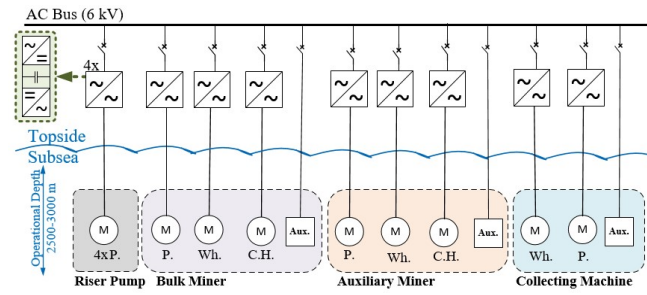 AC Bus (6 kV)
4x
Topside
Subsea
Operational Depth
2500-3000 m
M M M M M M M M M
4xP. P. Wh. C.H. Aux. P. Wh. C.H. Aux. Wh. P. Aux.
Riser Pump Bulk Miner Auxiliary Miner Collecting Machine